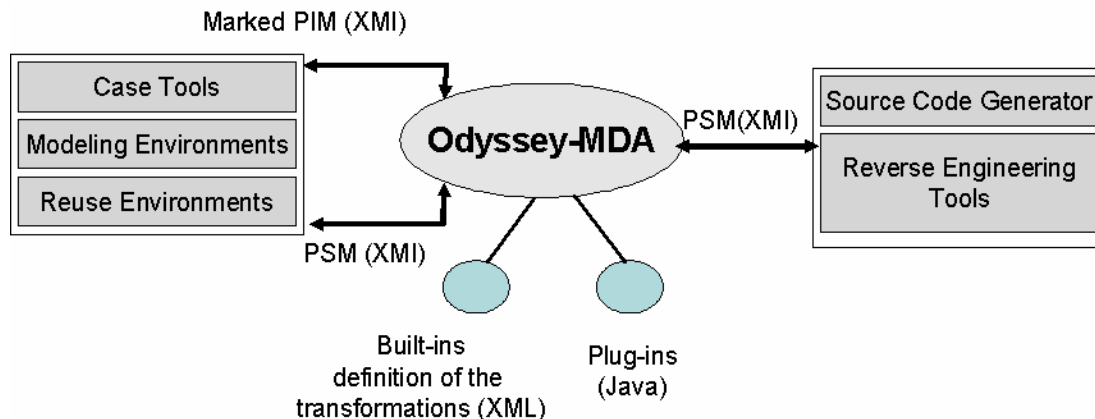 Marked PIM (XMI)
Case Tools
Modeling Environments
Reuse Environments
PSM (XMI)
Odyssey-MDA
PSM(XMI)
Source Code Generator
Reverse Engineering
Tools
Built-ins
definition of the
transformations (XML)
Plug-ins
(Java)